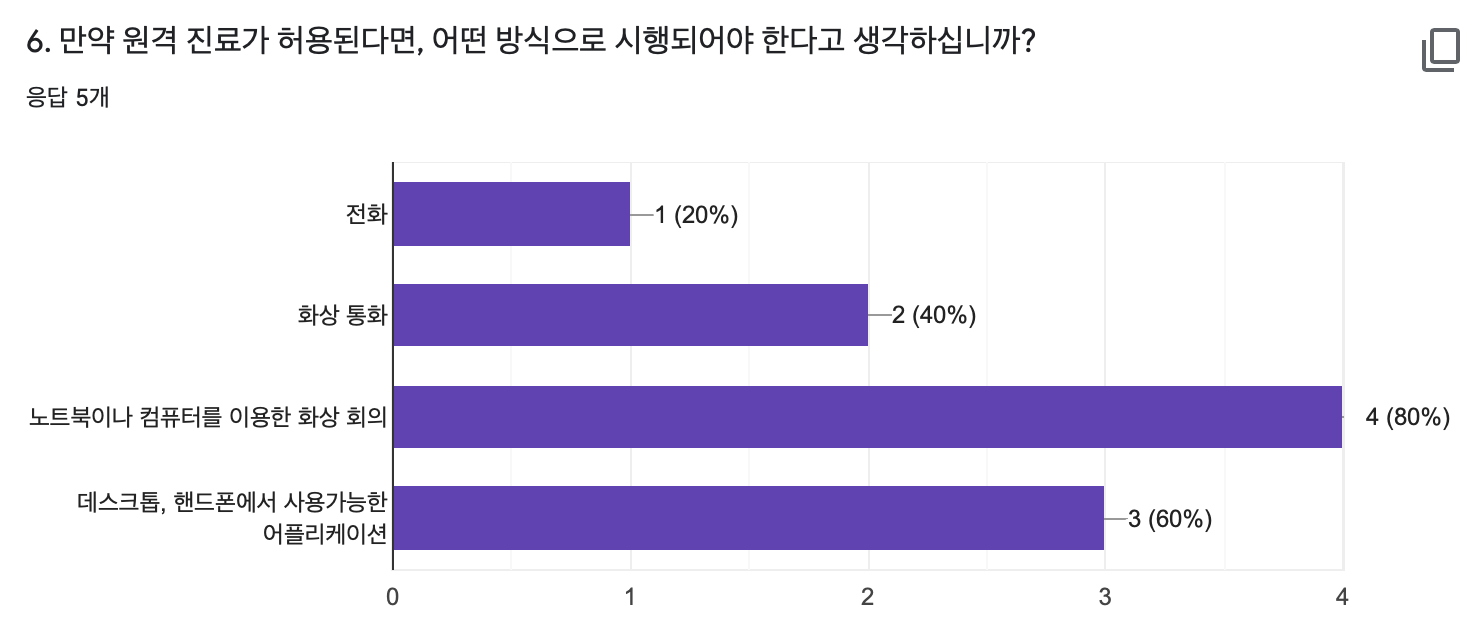 6. 만약 원격 진료가 허용된다면, 어떤 방식으로 시행되어야 한다고 생각하십니까?
응답 5개
전화
1 (20%)
화상 통화
2 (40%)
노트북이나 컴퓨터를 이용한 화상 회의
4 (80%)
데스크톱, 핸드폰에서 사용가능한
어플리케이션
3 (60%)
0 1 2 3 4